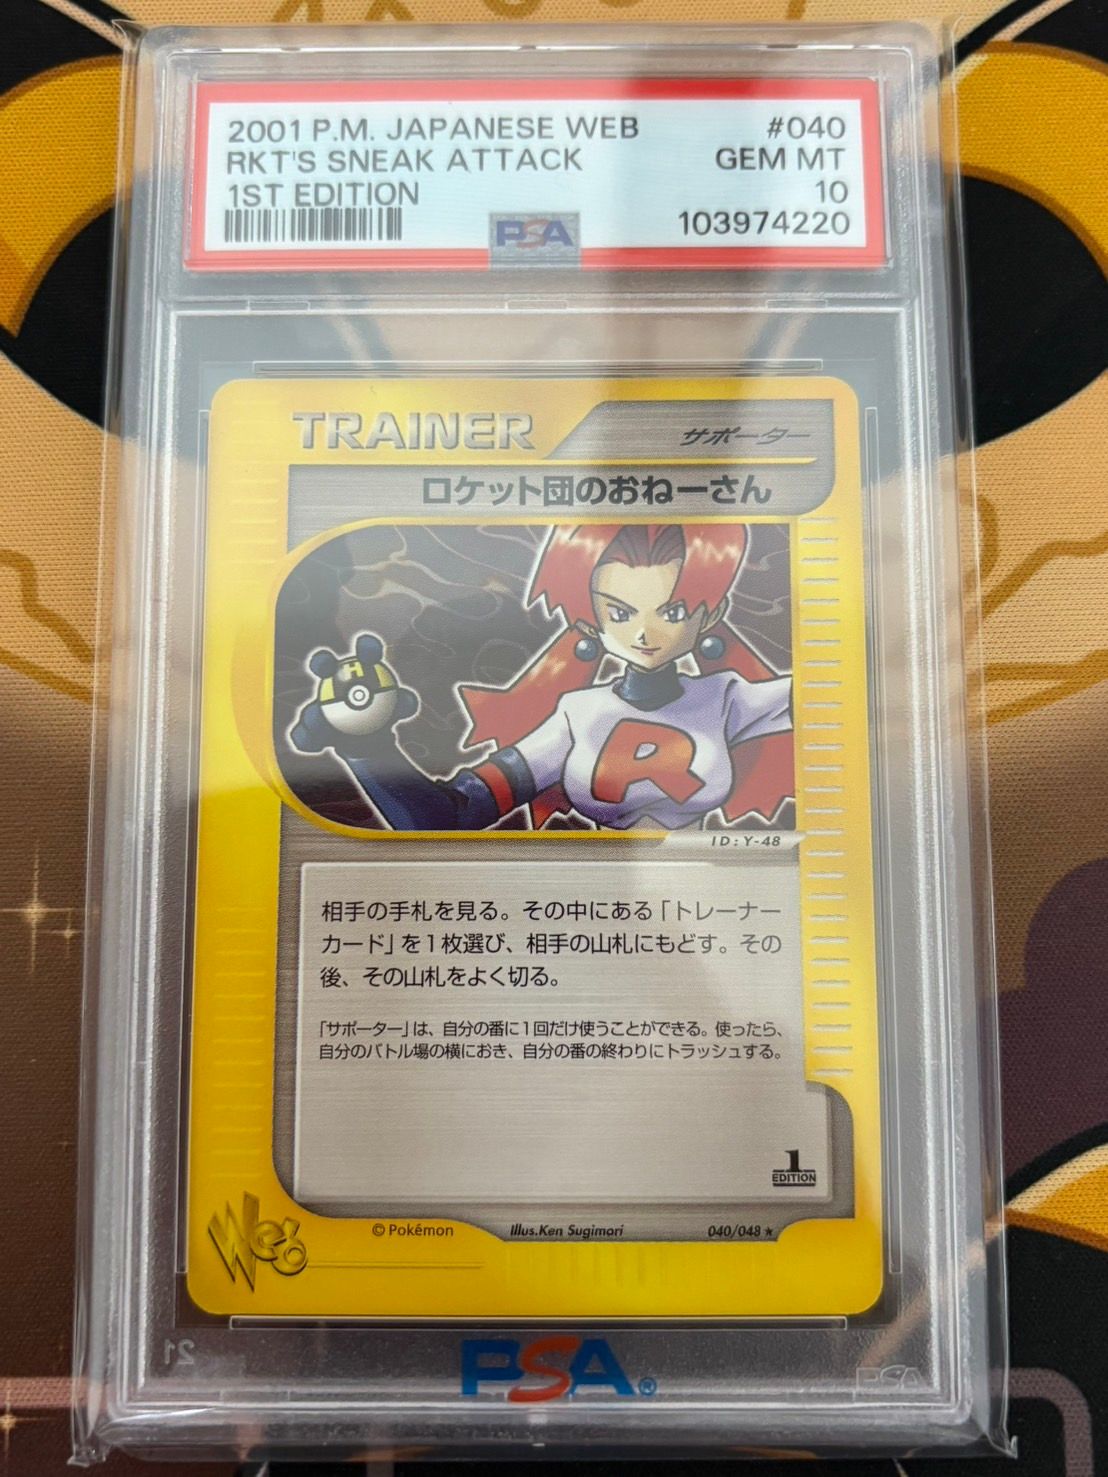 2001 P.M. JAPANESE WEB #040
RKT'S SNEAK ATTACK GEM MT
1ST EDITION 10
103974220
PSA
TRAINER
サポーター
ロケット団のおねーさん
H
R
ID:Y-48
相手の手札を見る。その中にある「トレーナー
カード」を1枚選び、相手の山札にもどす。その
後、その山札をよく切る。
「サポーター」は、自分の番に1回だけ使うことができる。使ったら、
自分のバトル場の横におき、自分の番の終わりにトラッシュする。
1
EDITION
Web
© Pokémon Illus.Ken Sugimori 040/048 ★
21
PSA®
PSA